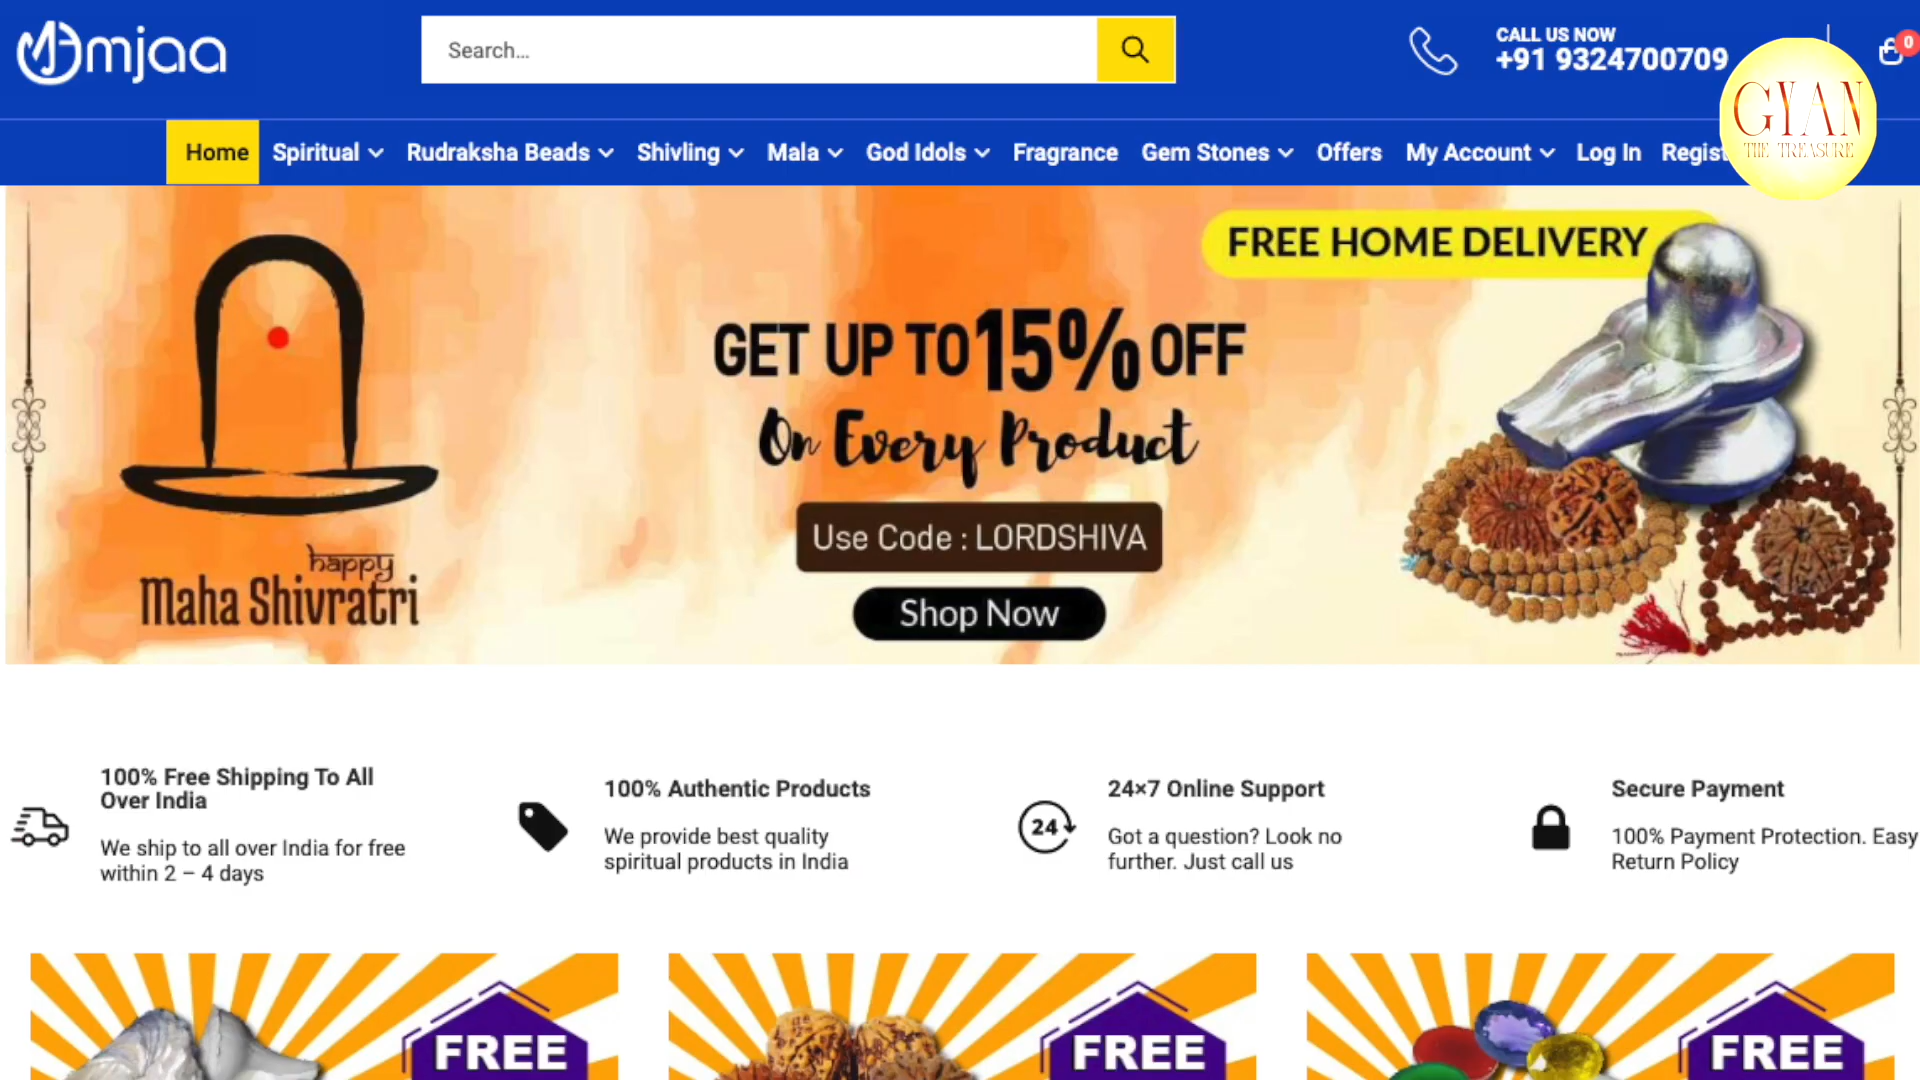 Omjaa
Search...
CALL US NOW
+91 9324700709
0
GYAN
THE TREASURE
Home Spiritual Rudraksha Beads Shivling Mala God Idols Fragrance Gem Stones Offers My Account Log In Regist
FREE HOME DELIVERY
GET UP TO 15% OFF
On Every Product
Use Code : LORDSHIVA
Shop Now
happy
Maha Shivratri
100% Free Shipping To All
Over India
We ship to all over India for free
within 2 – 4 days
100% Authentic Products
We provide best quality
spiritual products in India
24
24×7 Online Support
Got a question? Look no
further. Just call us
Secure Payment
100% Payment Protection. Easy
Return Policy
FREE
FREE
FREE